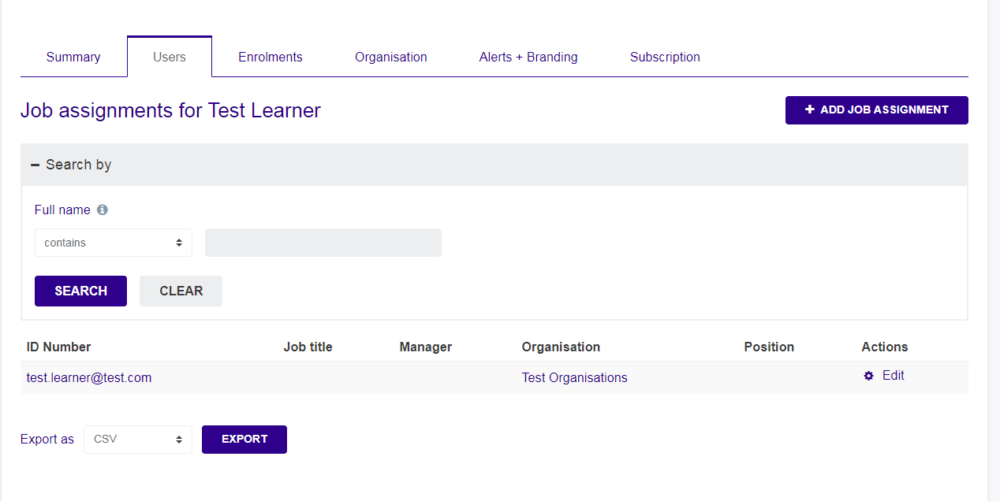 Summary Users Enrolments Organisation Alerts + Branding Subscription
Job assignments for Test Learner
+ ADD JOB ASSIGNMENT
− Search by
Full name
contains
SEARCH CLEAR
ID Number Job title Manager Organisation Position Actions
test.learner@test.com Test Organisations Edit
Export as CSV EXPORT